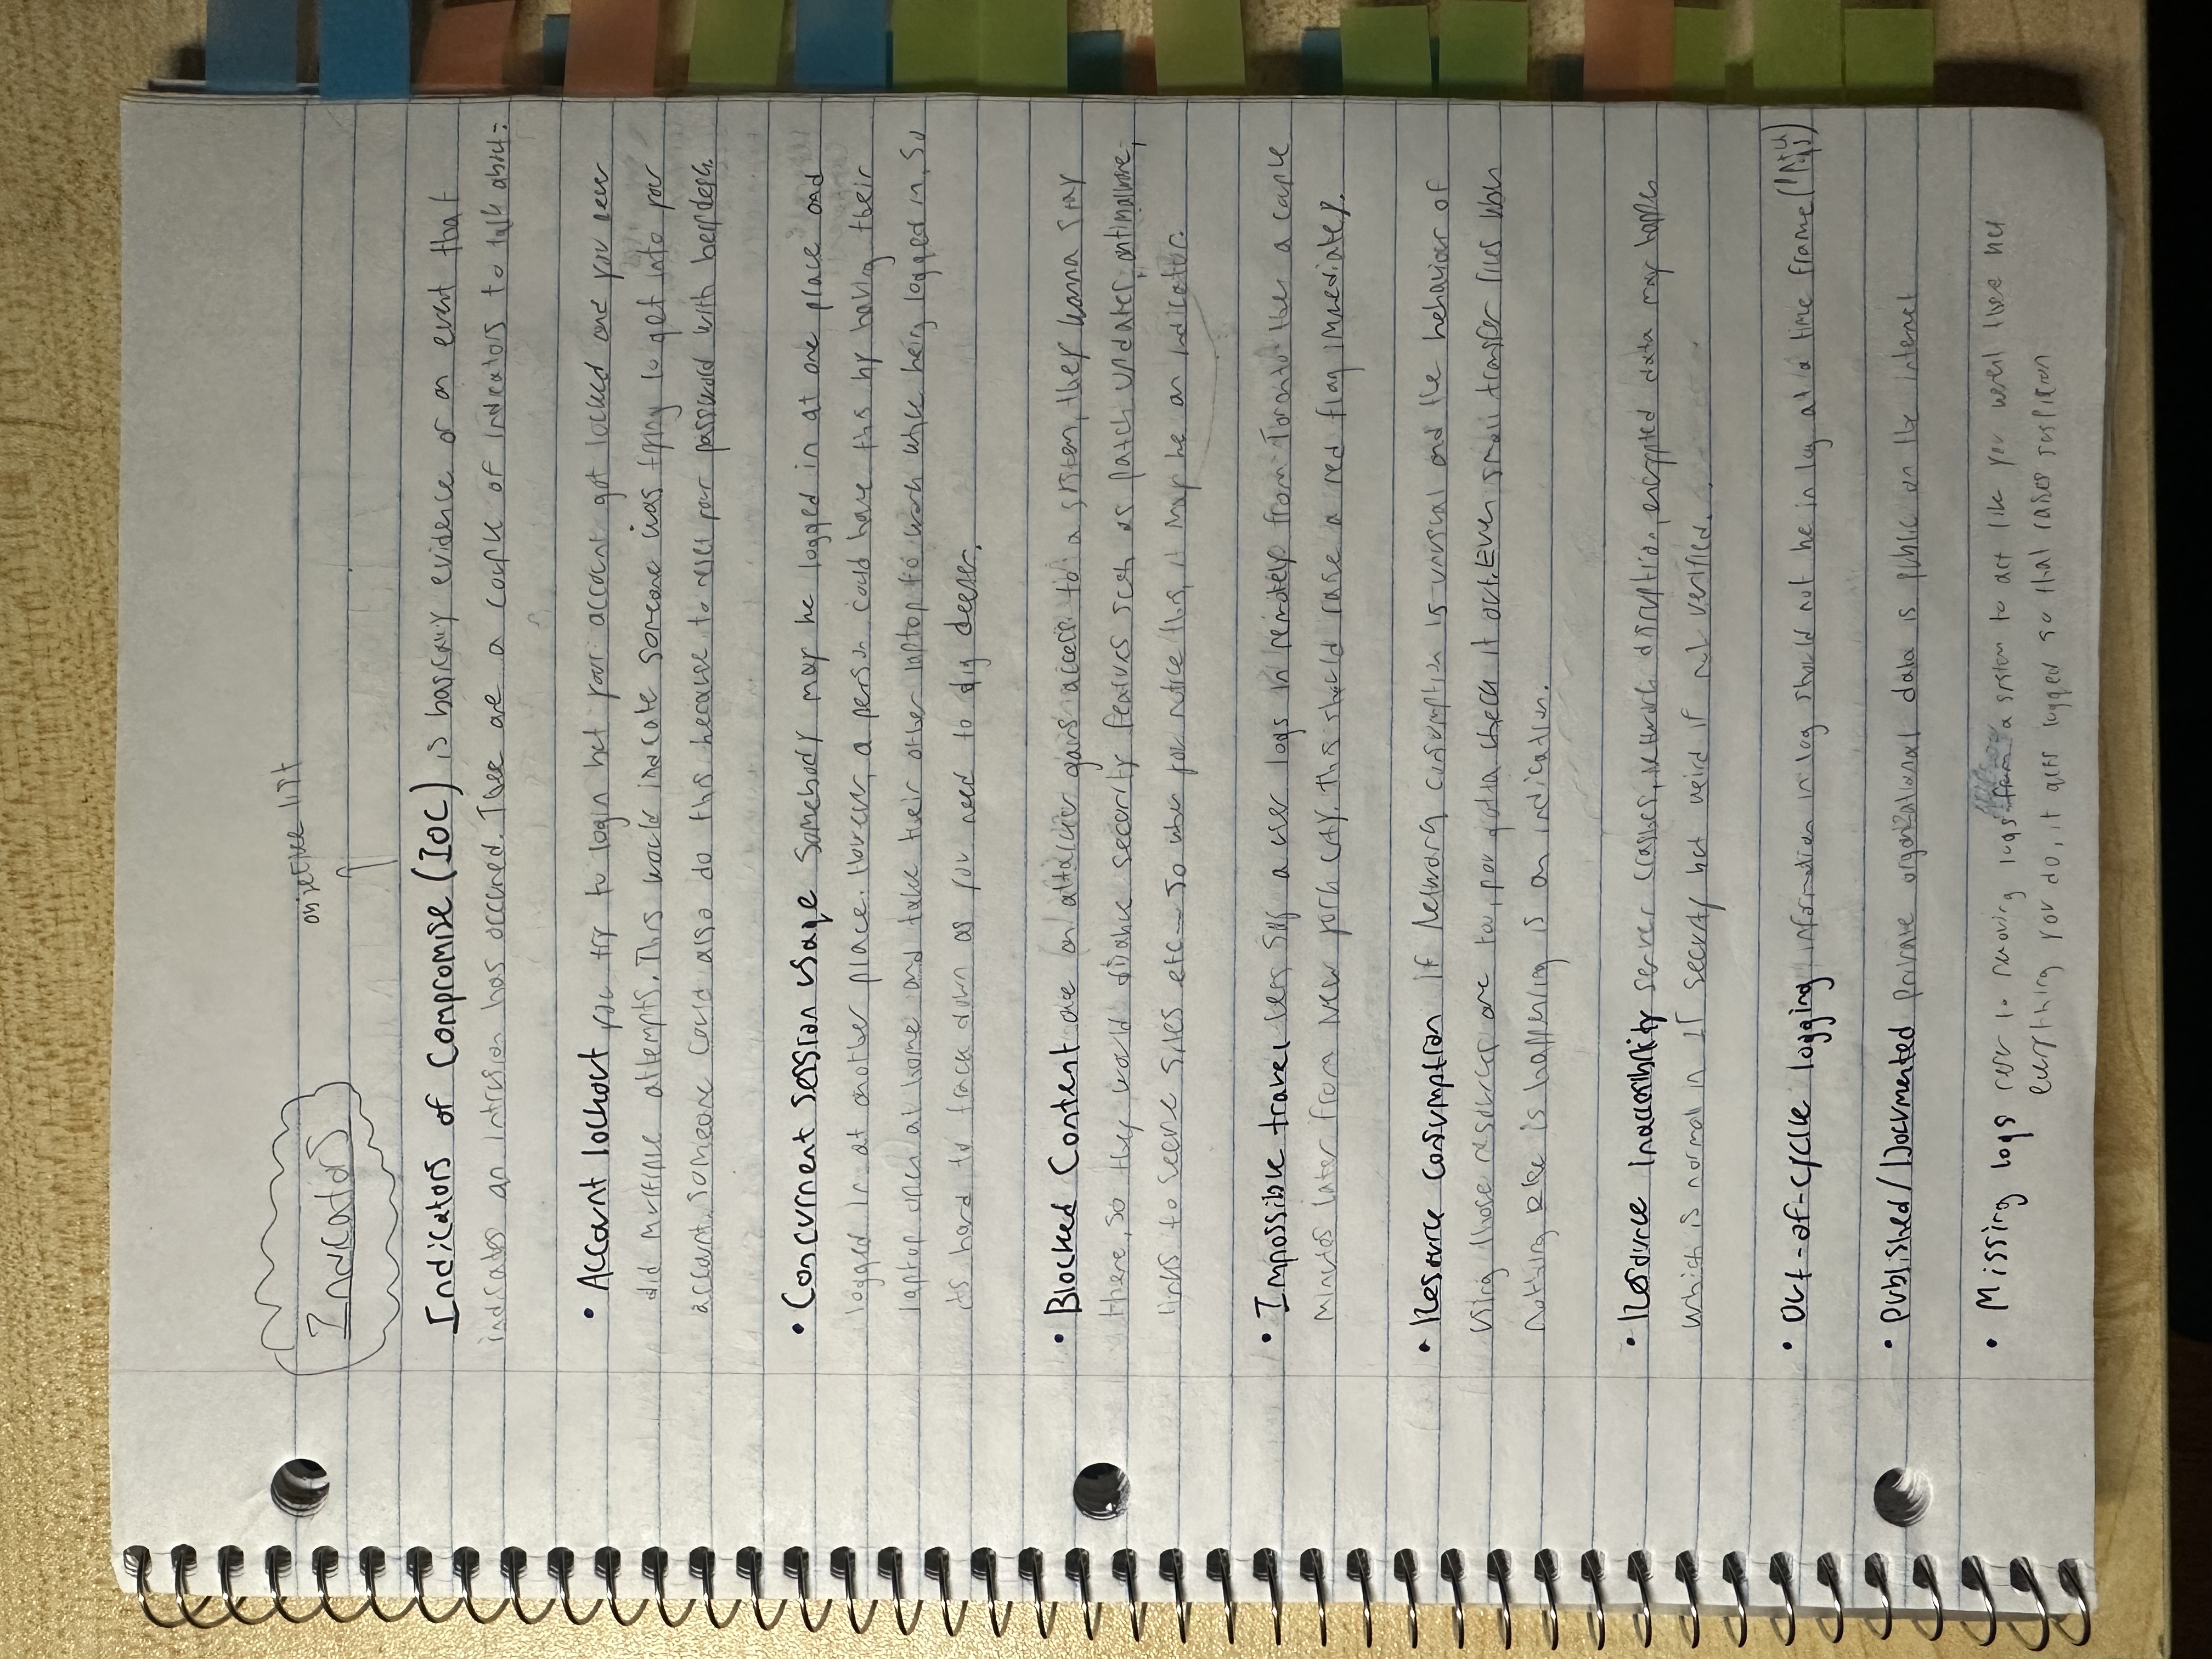 Indicators
objective list
Indicators of Compromise (IOC) is basically evidence or an event that
indicates an intrusion has occured. There are a couple of indicators to talk about:
• Account lockout you try to login but your account got locked and you never
did multiple attempts. This would indicate someone was trying to get into your
account. Someone could also do this because to reset your password with helpdesk.
• Concurrent session usage Somebody may be logged in at one place and
logged in at another place. However, a person could have this by having their
laptop open at home and take their other laptop to work while being logged in. So
its hard to track down as you need to dig deeper.
• Blocked Content once an attacker gains access to a system, they wanna stay
there, so they would disable security features such as patch updates, antimalware,
links to secure sites etc... So when you notice this, it may be an indicator.
• Impossible travel lets say a user logs in remotely from Toronto then a couple
minutes later from New York City. This should raise a red flag immediately.
• Resource consumption if Network consumption is unusual and the behaviour of
using those resources are too, you gotta check it out. Even small transfer files when
nothing else is happening is an indication.
• Resource Inaccesibility server crashes, network disruption, encrypted data may happen
which is normal in IT security but weird if not verified.
• Out-of-cycle logging information in log should not be in log at a time frame
• Published/Documented private organizational data is public on the internet
• Missing logs refer to removing logs from a system to act like you weren't there but
everything you do, it gets logged so that raises suspicion